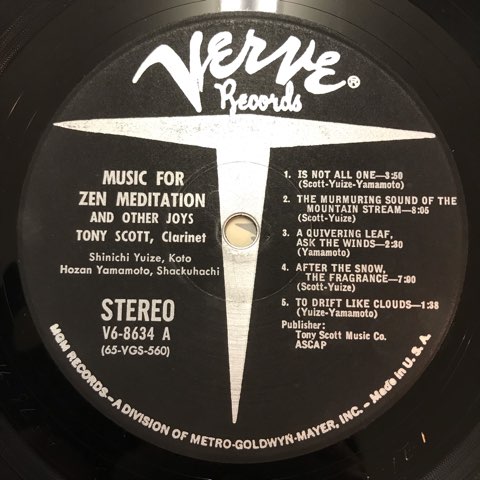 VERVE®
Records
MUSIC FOR
ZEN MEDITATION
AND OTHER JOYS
TONY SCOTT, Clarinet
Shinichi Yuize, Koto
Hozan Yamamoto, Shackuhachi
STEREO
V6-8634 A
(65-VGS-560)
1. IS NOT ALL ONE—3:50
(Scott-Yuize-Yamamoto)
2. THE MURMURING SOUND OF THE
MOUNTAIN STREAM—8:05
(Scott-Yuize)
3. A QUIVERING LEAF,
ASK THE WINDS—2:30
(Yamamoto)
4. AFTER THE SNOW,
THE FRAGRANCE—7:90
(Scott-Yuize)
5. TO DRIFT LIKE CLOUDS—1:38
(Yuize-Yamamoto)
Publisher:
Tony Scott Music Co.
ASCAP
MGM RECORDS—A DIVISION OF METRO-GOLDWYN-MAYER, INC.—Made in U.S.A.